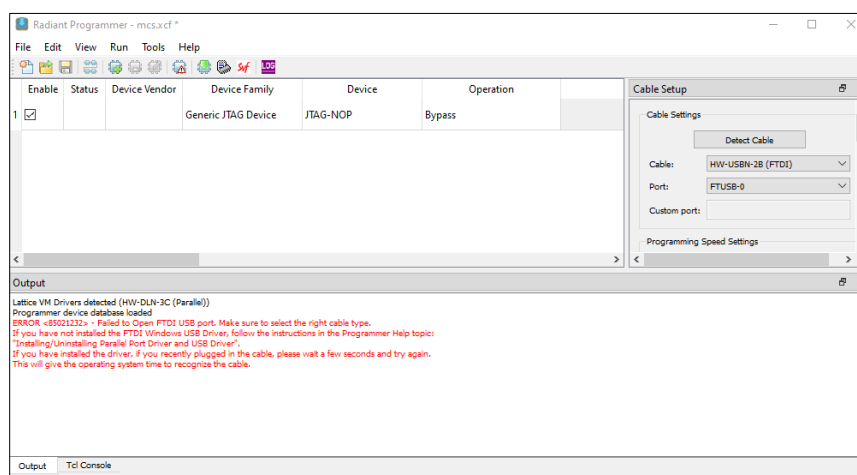 Radiant Programmer - mcs.xcf *
File Edit View Run Tools Help
Svf LOG
Enable Status Device Vendor Device Family Device Operation
1 Generic JTAG Device JTAG-NOP Bypass
Cable Setup
Cable Settings
Detect Cable
Cable: HW-USBN-2B (FTDI)
Port: FTUSB-0
Custom port:
Programming Speed Settings
Output
Lattice VM Drivers detected (HW-DLN-3C (Parallel))
Programmer device database loaded
ERROR <85021232> - Failed to Open FTDI USB port. Make sure to select the right cable type.
If you have not installed the FTDI Windows USB Driver, follow the instructions in the Programmer Help topic:
"Installing/Uninstalling Parallel Port Driver and USB Driver".
If you have installed the driver, if you recently plugged in the cable, please wait a few seconds and try again.
This will give the operating system time to recognize the cable.
Output Tcl Console